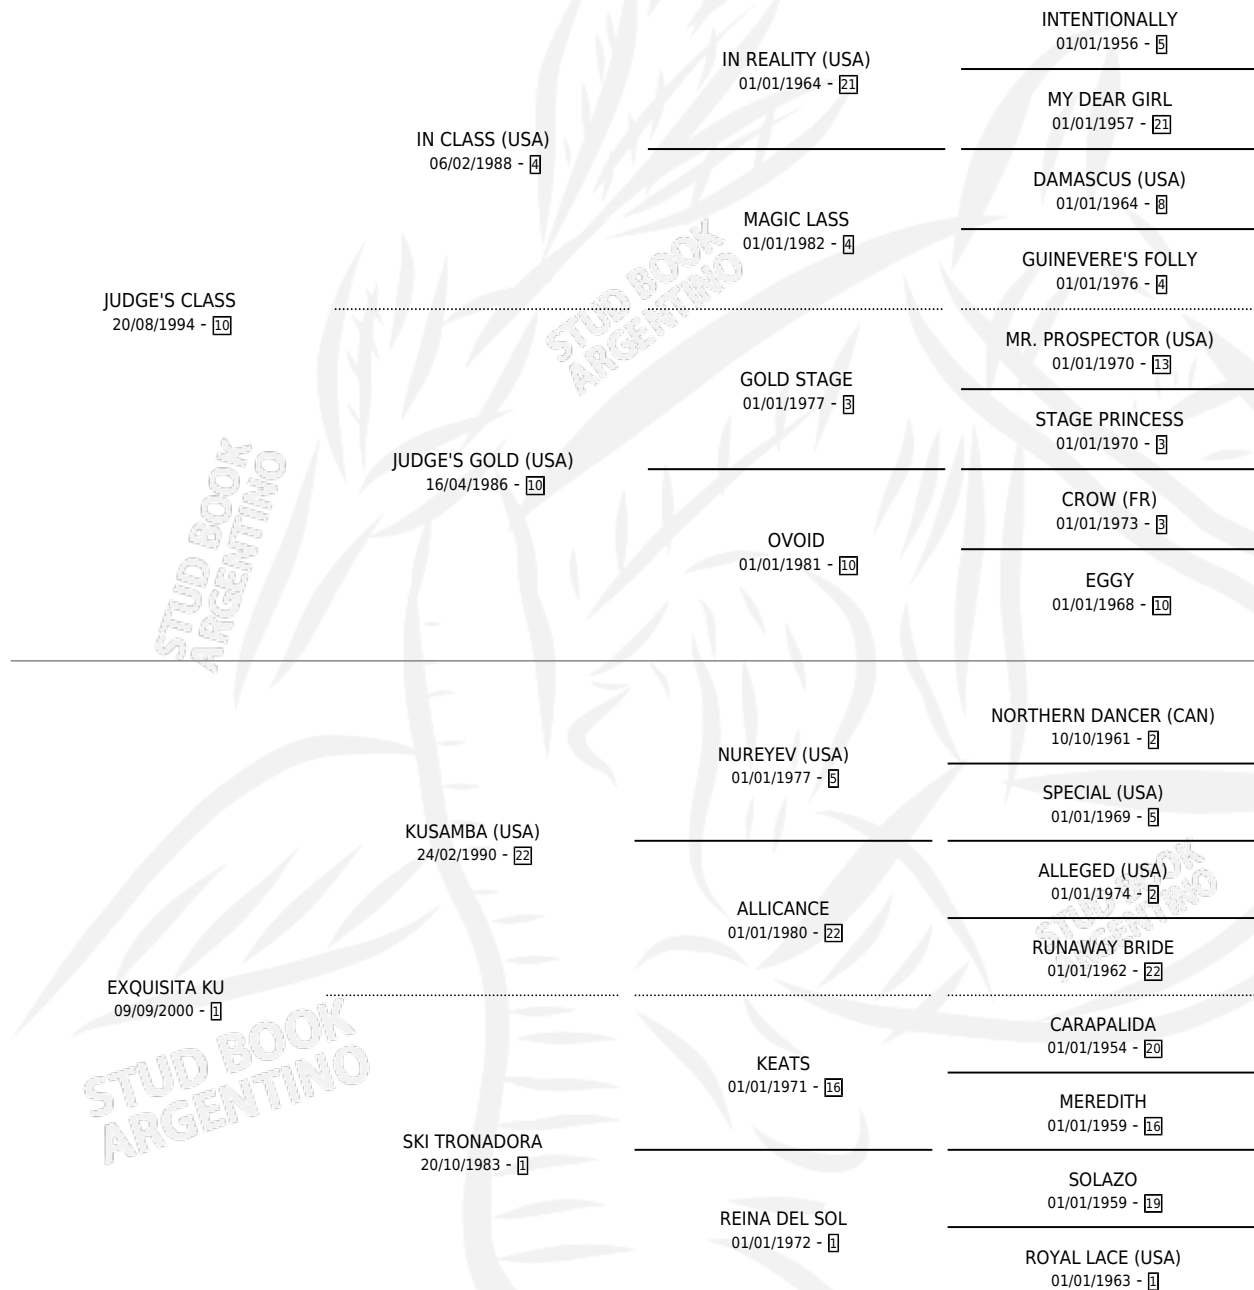 INTENTIONALLY
01/01/1956 - 5
IN REALITY (USA)
01/01/1964 - 21
MY DEAR GIRL
01/01/1957 - 21
IN CLASS (USA)
06/02/1988 - 4
DAMASCUS (USA)
01/01/1964 - 8
MAGIC LASS
01/01/1982 - 4
GUINEVERE'S FOLLY
01/01/1976 - 4
JUDGE'S CLASS
20/08/1994 - 10
MR. PROSPECTOR (USA)
01/01/1970 - 13
GOLD STAGE
01/01/1977 - 3
STAGE PRINCESS
01/01/1970 - 3
JUDGE'S GOLD (USA)
16/04/1986 - 10
CROW (FR)
01/01/1973 - 3
OVOID
01/01/1981 - 10
EGGY
01/01/1968 - 10
NORTHERN DANCER (CAN)
10/10/1961 - 2
NUREYEV (USA)
01/01/1977 - 5
SPECIAL (USA)
01/01/1969 - 5
KUSAMBA (USA)
24/02/1990 - 22
ALLEGED (USA)
01/01/1974 - 2
ALLICANCE
01/01/1980 - 22
RUNAWAY BRIDE
01/01/1962 - 22
EXQUISITA KU
09/09/2000 - 1
CARAPALIDA
01/01/1954 - 20
KEATS
01/01/1971 - 16
MEREDITH
01/01/1959 - 16
SKI TRONADORA
20/10/1983 - 1
SOLAZO
01/01/1959 - 19
REINA DEL SOL
01/01/1972 - 1
ROYAL LACE (USA)
01/01/1963 - 1
STUD BOOK
ARGENTINO
STUD BOOK
ARGENTINO
STUD BOOK
ARGENTINO
STUD BOOK
ARGENTINO